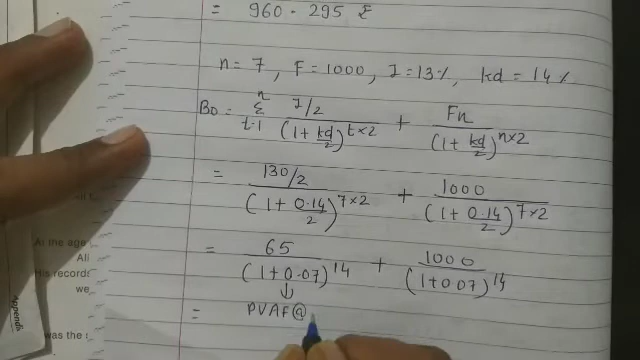 = 960.295 ₹
n = 7 , F = 1000 , I = 13% , kd = 14%
B0 = n Σ t=1 I/2 / (1 + kd/2)^t×2 + Fn / (1 + kd/2)^n×2
= 130/2 / (1 + 0.14/2)^7×2 + 1000 / (1 + 0.14/2)^7×2
= 65 / (1+0.07)^14 + 1000 / (1+0.07)^14
↓
= PVAF@
At the age
All
His records
we
Appendix
was the